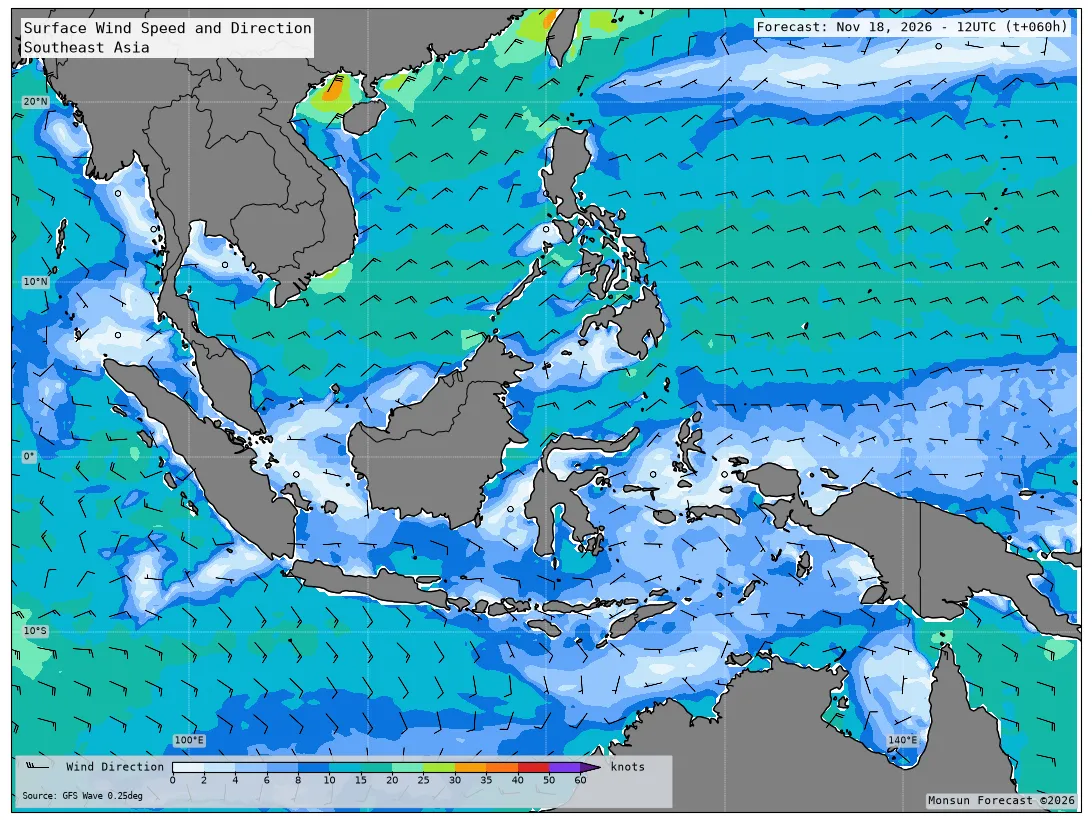 Surface Wind Speed and Direction
Southeast Asia
Forecast: Nov 18, 2026 - 12UTC (t+060h)
20°N
10°N
0°
10°S
100°E
140°E
Wind Direction
0 2 4 6 8 10 15 20 25 30 35 40 50 60
knots
Source: GFS Wave 0.25deg
Monsun Forecast ©2026